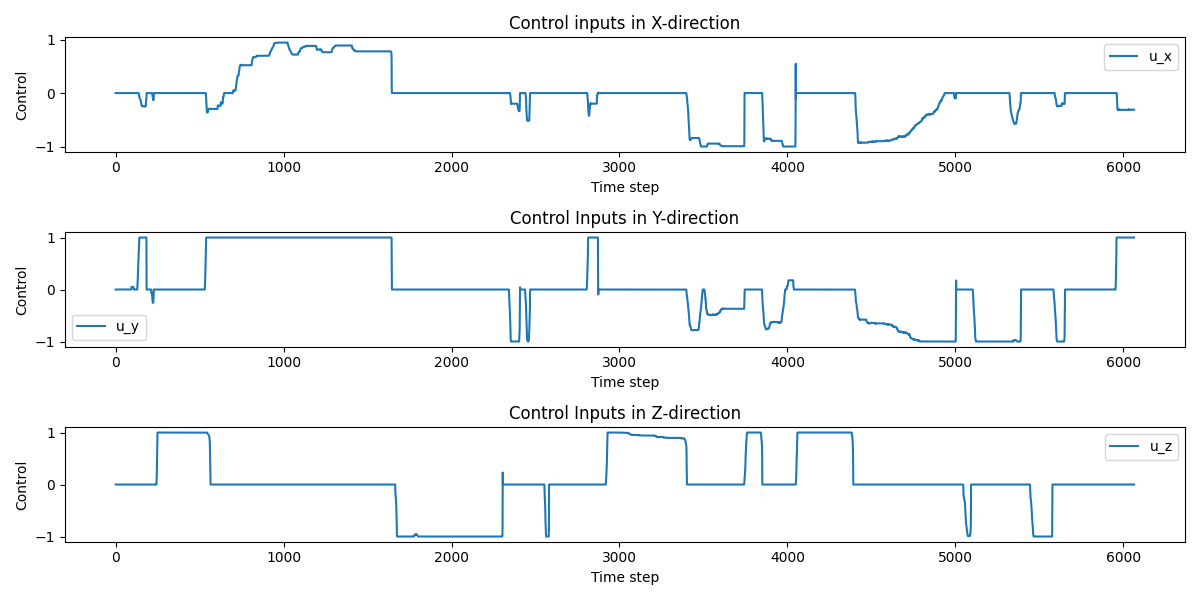 Control inputs in X-direction
1
0
−1
Control
u_x
0 1000 2000 3000 4000 5000 6000
Time step
Control Inputs in Y-direction
1
0
−1
Control
u_y
0 1000 2000 3000 4000 5000 6000
Time step
Control Inputs in Z-direction
1
0
−1
Control
u_z
0 1000 2000 3000 4000 5000 6000
Time step